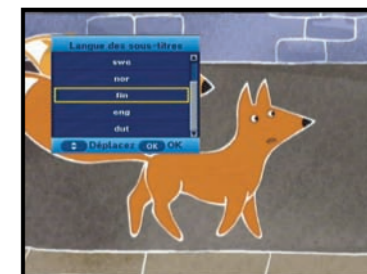 Langue des sous-titres
swe
nor
fin
eng
dut
Déplacez OK OK